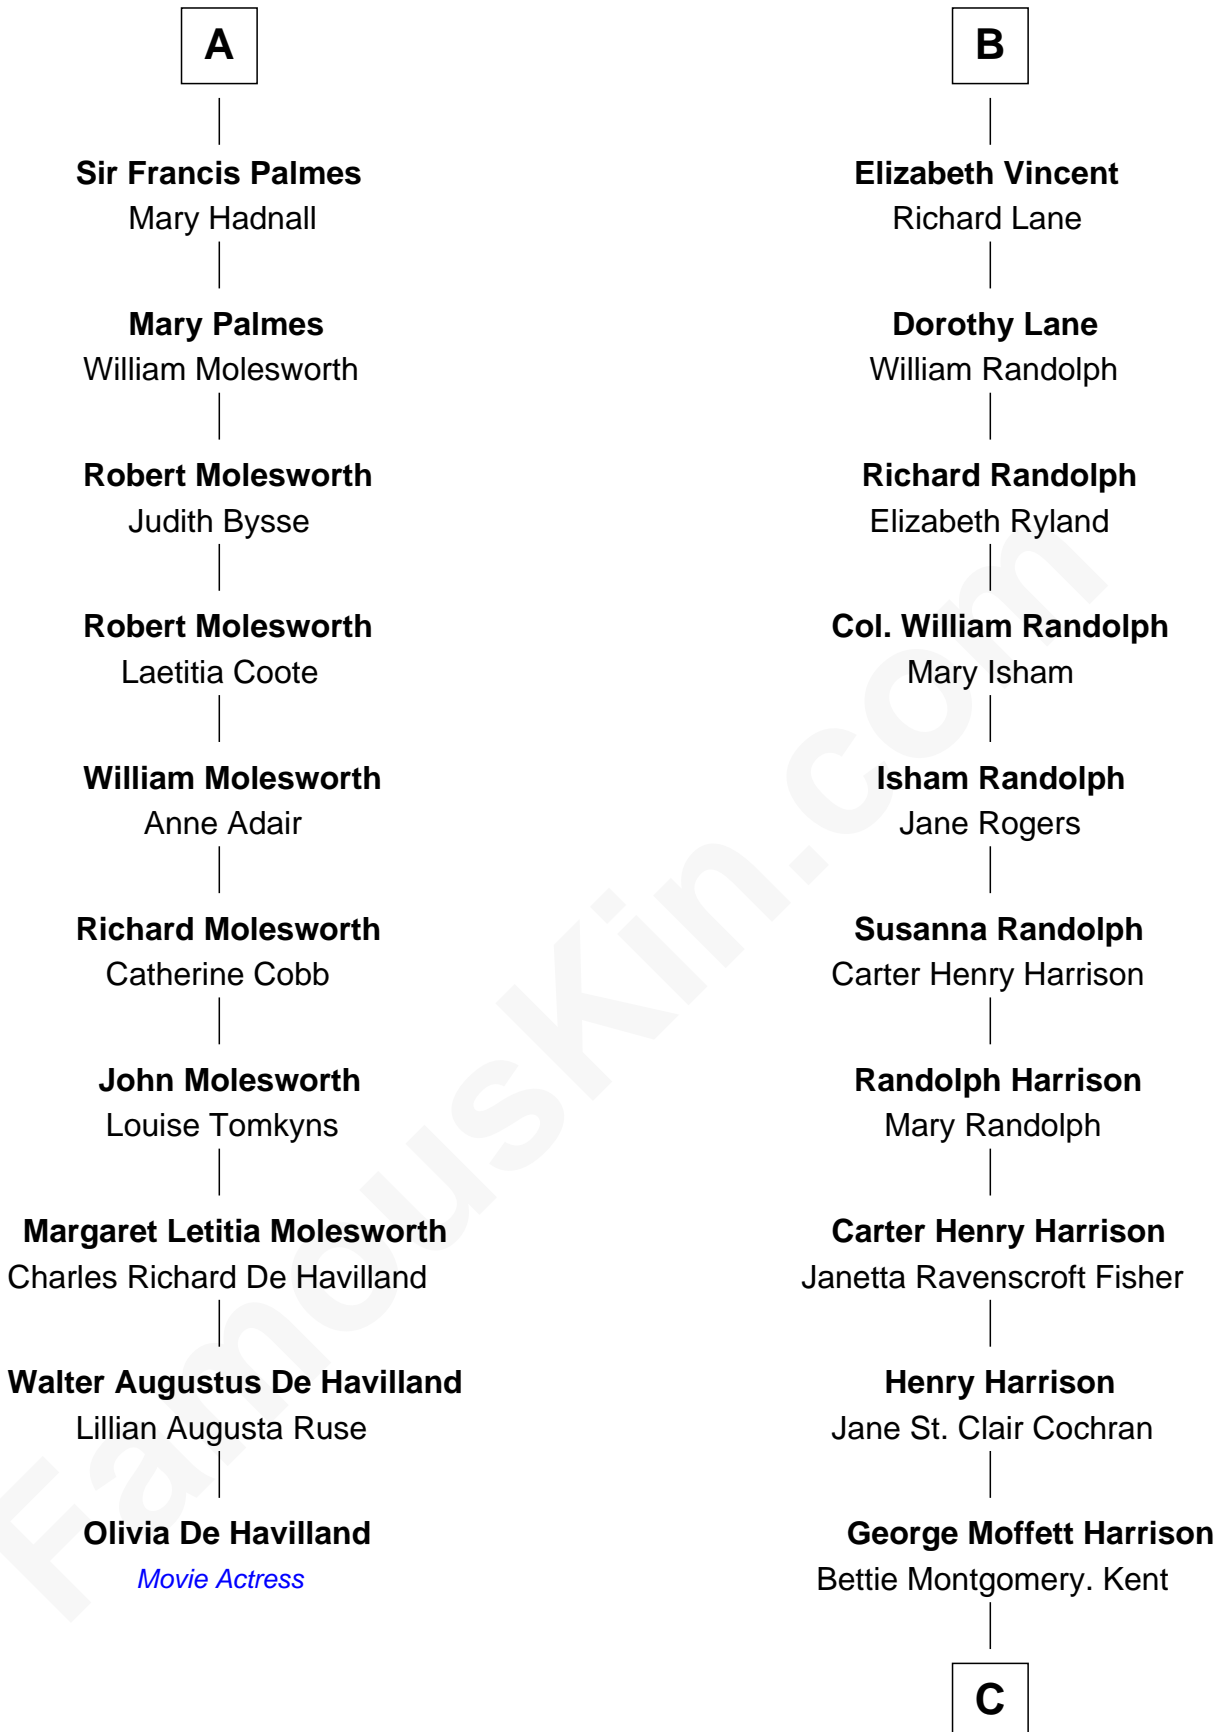 A
Sir Francis Palmes
Mary Hadnall
Mary Palmes
William Molesworth
Robert Molesworth
Judith Bysse
Robert Molesworth
Laetitia Coote
William Molesworth
Anne Adair
Richard Molesworth
Catherine Cobb
John Molesworth
Louise Tomkyns
Margaret Letitia Molesworth
Charles Richard De Havilland
Walter Augustus De Havilland
Lillian Augusta Ruse
Olivia De Havilland
Movie Actress
B
Elizabeth Vincent
Richard Lane
Dorothy Lane
William Randolph
Richard Randolph
Elizabeth Ryland
Col. William Randolph
Mary Isham
Isham Randolph
Jane Rogers
Susanna Randolph
Carter Henry Harrison
Randolph Harrison
Mary Randolph
Carter Henry Harrison
Janetta Ravenscroft Fisher
Henry Harrison
Jane St. Clair Cochran
George Moffett Harrison
Bettie Montgomery. Kent
C
FamousKin.com